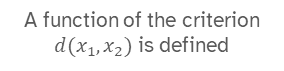 A function of the criterion
d(x₁,x₂) is defined